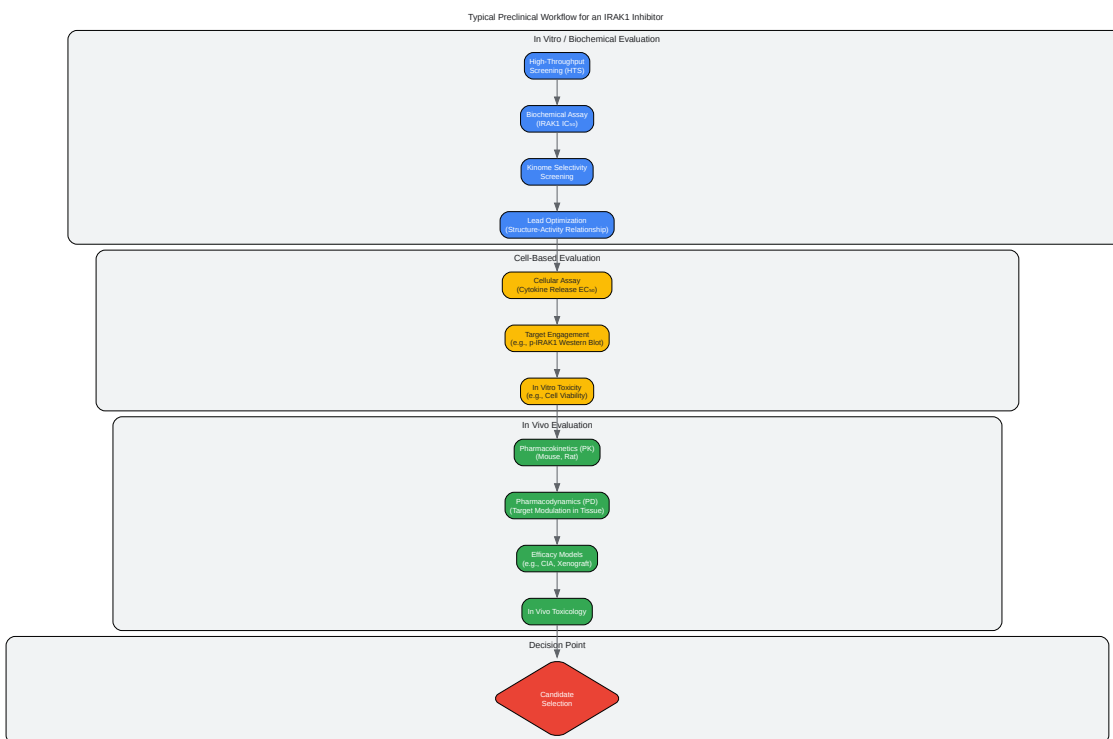 Typical Preclinical Workflow for an IRAK1 Inhibitor
In Vitro / Biochemical Evaluation
High-Throughput
Screening (HTS)
Biochemical Assay
(IRAK1 IC₅₀)
Kinome Selectivity
Screening
Lead Optimization
(Structure-Activity Relationship)
Cell-Based Evaluation
Cellular Assay
(Cytokine Release EC₅₀)
Target Engagement
(e.g., p-IRAK1 Western Blot)
In Vitro Toxicity
(e.g., Cell Viability)
In Vivo Evaluation
Pharmacokinetics (PK)
(Mouse, Rat)
Pharmacodynamics (PD)
(Target Modulation in Tissue)
Efficacy Models
(e.g., CIA, Xenograft)
In Vivo Toxicology
Decision Point
Candidate
Selection